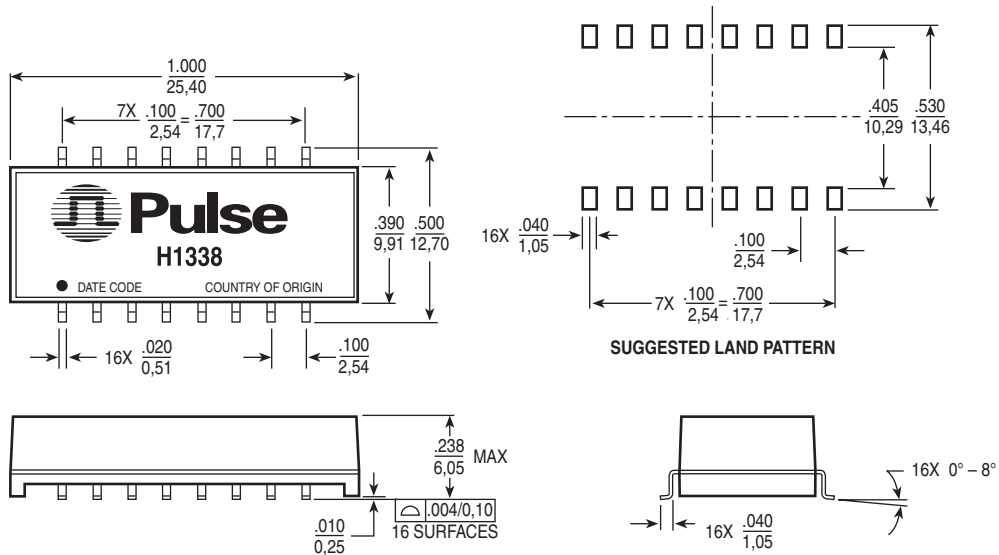 1.000
25,40
7X .100 = .700
2,54 17,7
Pulse
H1338
DATE CODE COUNTRY OF ORIGIN
.390 .500
9,91 12,70
16X .020
0,51
.100
2,54
.405 .530
10,29 13,46
16X .040
1,05
.100
2,54
7X .100 = .700
2,54 17,7
SUGGESTED LAND PATTERN
.238
6,05
MAX
.010
0,25
.004/0,10
16 SURFACES
16X 0° – 8°
16X .040
1,05